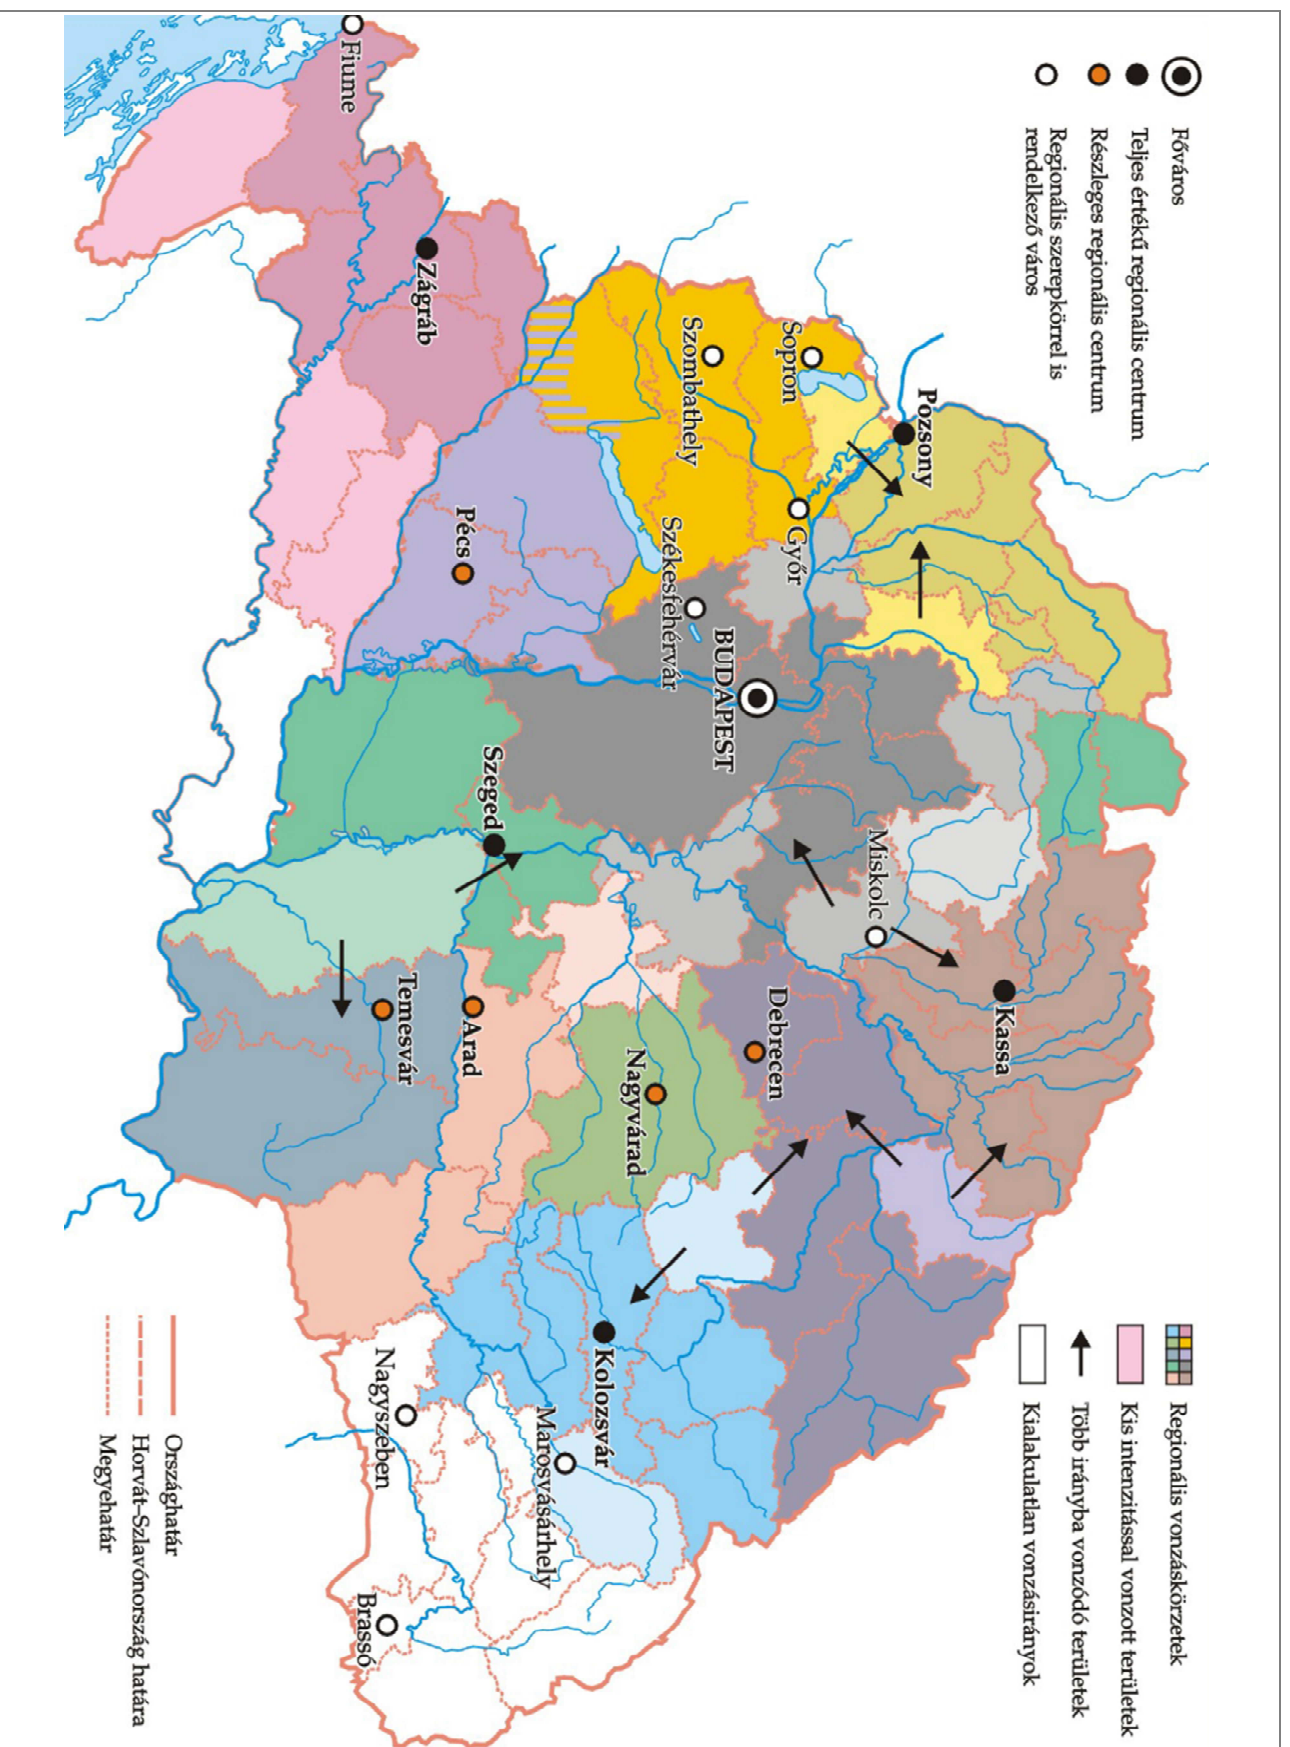 Főváros
Teljes értékű regionális centrum
Részleges regionális centrum
Regionális szerepkörrel is
rendelkező város
Regionális vonzáskörzetek
Kis intenzitással vonzott területek
Több irányba vonzódó területek
Kialakulatlan vonzásirányok
Országhatár
Horvát-Szlavónország határa
Megyehatár
Pozsony
Kassa
Sopron
Győr
Miskolc
Szombathely
Székesfehérvár
BUDAPEST
Debrecen
Nagyvárad
Kolozsvár
Marosvásárhely
Pécs
Szeged
Arad
Temesvár
Zágráb
Nagyszeben
Brassó
Fiume